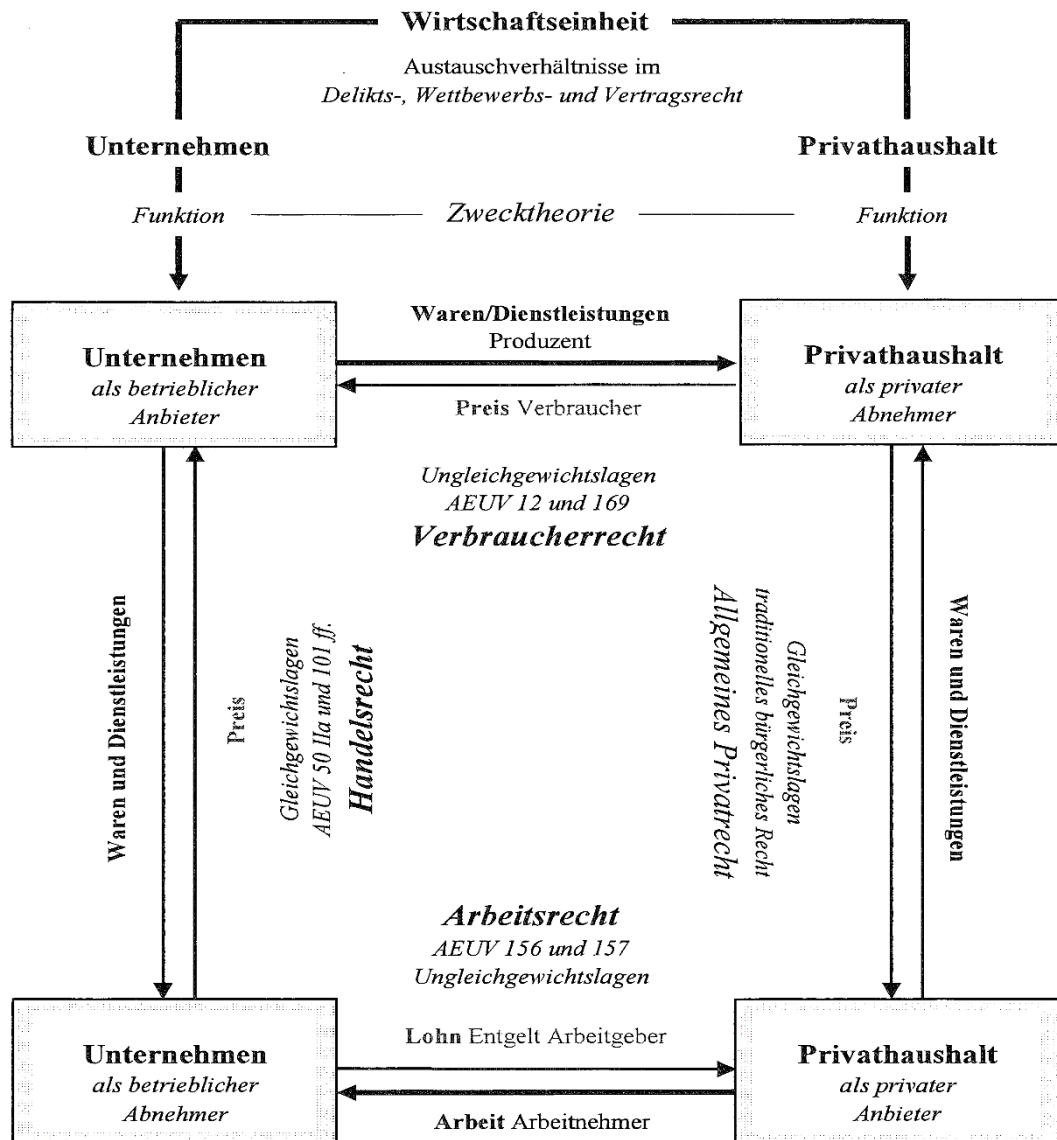 Wirtschaftseinheit
Austauschverhältnisse im
Delikts-, Wettbewerbs- und Vertragsrecht
Unternehmen
Privathaushalt
Funktion
Zwecktheorie
Funktion
Waren/Dienstleistungen
Produzent
Unternehmen
als betrieblicher
Anbieter
Privathaushalt
als privater
Abnehmer
Preis Verbraucher
Ungleichgewichtslagen
AEUV 12 und 169
Verbraucherrecht
Waren und Dienstleistungen
Preis
Gleichgewichtslagen
AEUV 50 IIa und 101 ff.
Handelsrecht
Gleichgewichtslagen
traditionelles bürgerliches Recht
Allgemeines Privatrecht
Preis
Waren und Dienstleistungen
Arbeitsrecht
AEUV 156 und 157
Ungleichgewichtslagen
Unternehmen
als betrieblicher
Abnehmer
Lohn Entgelt Arbeitgeber
Arbeit Arbeitnehmer
Privathaushalt
als privater
Anbieter